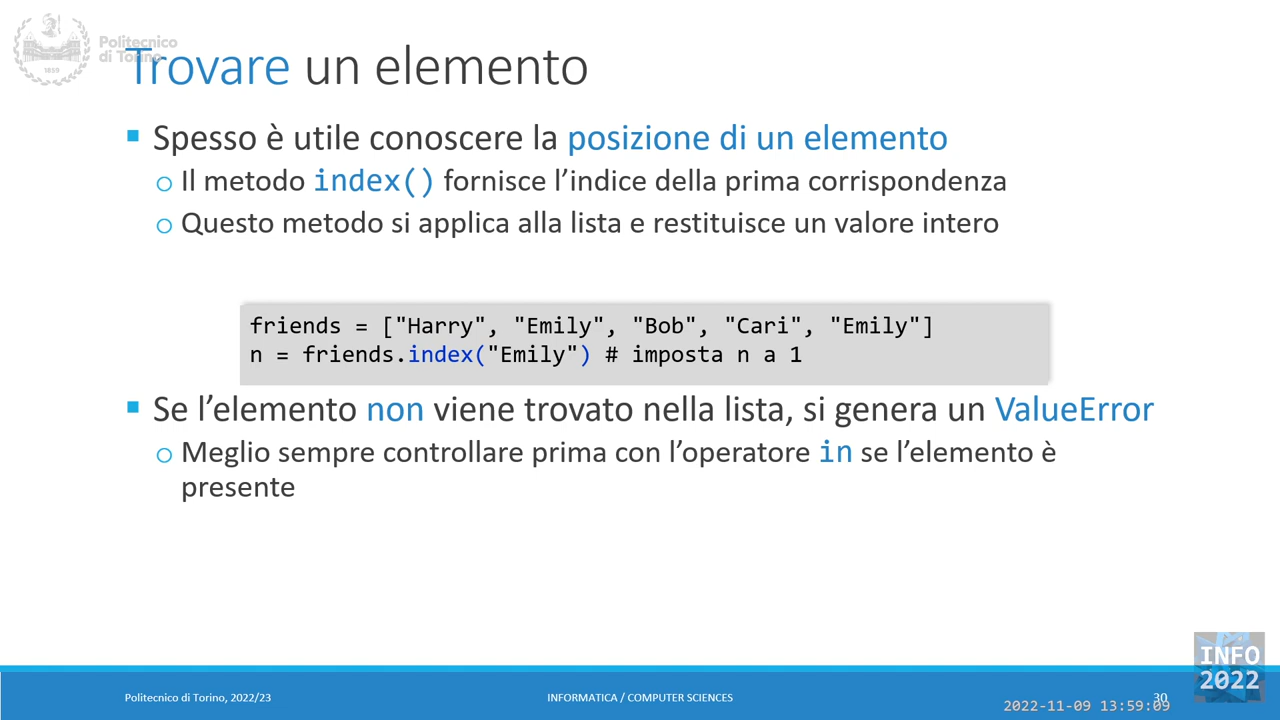 Politecnico
di Torino
1859
Trovare un elemento
Spesso è utile conoscere la posizione di un elemento
Il metodo index() fornisce l’indice della prima corrispondenza
Questo metodo si applica alla lista e restituisce un valore intero
friends = ["Harry", "Emily", "Bob", "Cari", "Emily"]
n = friends.index("Emily") # imposta n a 1
Se l’elemento non viene trovato nella lista, si genera un ValueError
Meglio sempre controllare prima con l’operatore in se l’elemento è
presente
INFO
2022
Politecnico di Torino, 2022/23
INFORMATICA / COMPUTER SCIENCES
30
2022-11-09 13:59:09